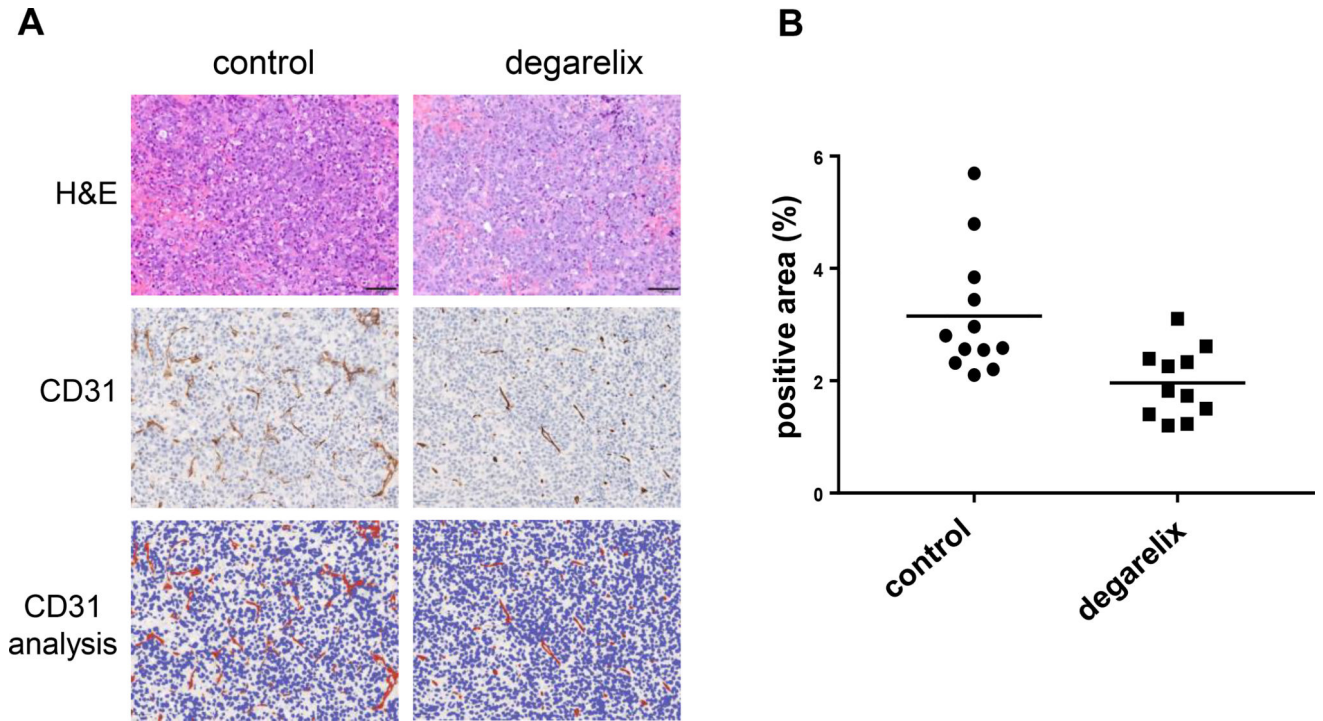 A
control degarelix
H&E
CD31
CD31
analysis
B
positive area (%)
6
4
2
0
control
degarelix